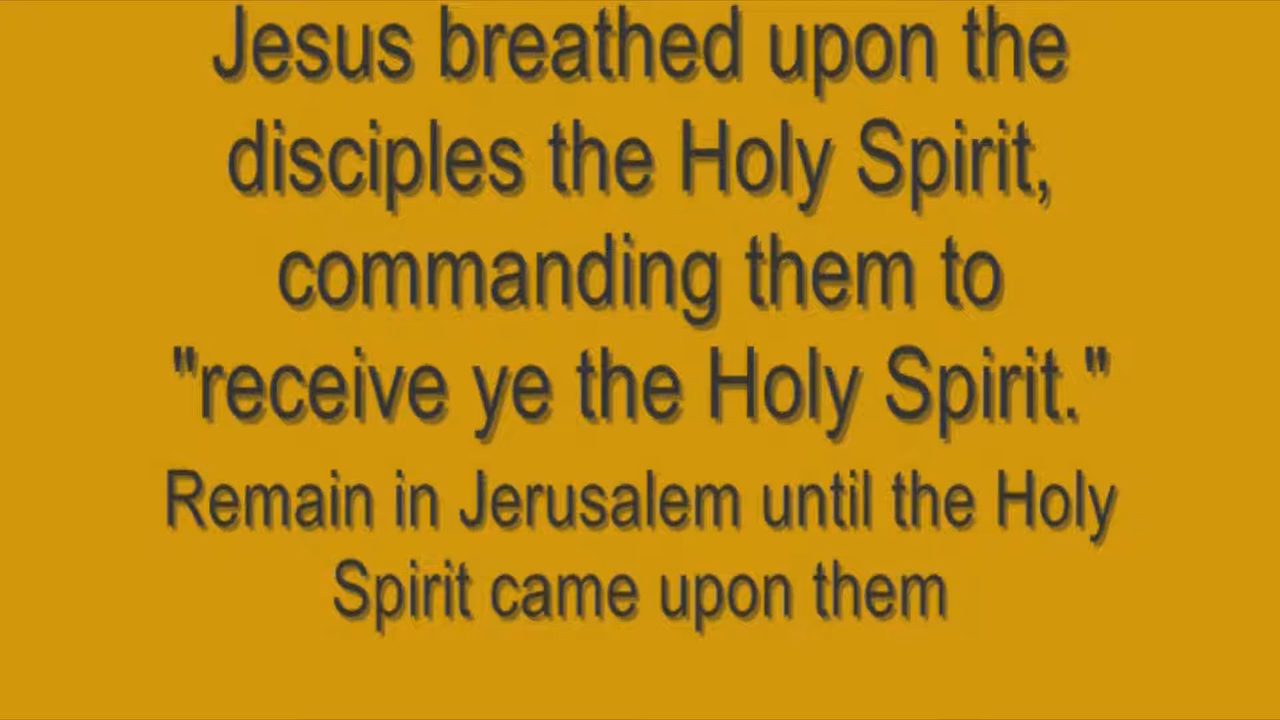 Jesus breathed upon the
disciples the Holy Spirit,
commanding them to
"receive ye the Holy Spirit."
Remain in Jerusalem until the Holy
Spirit came upon them